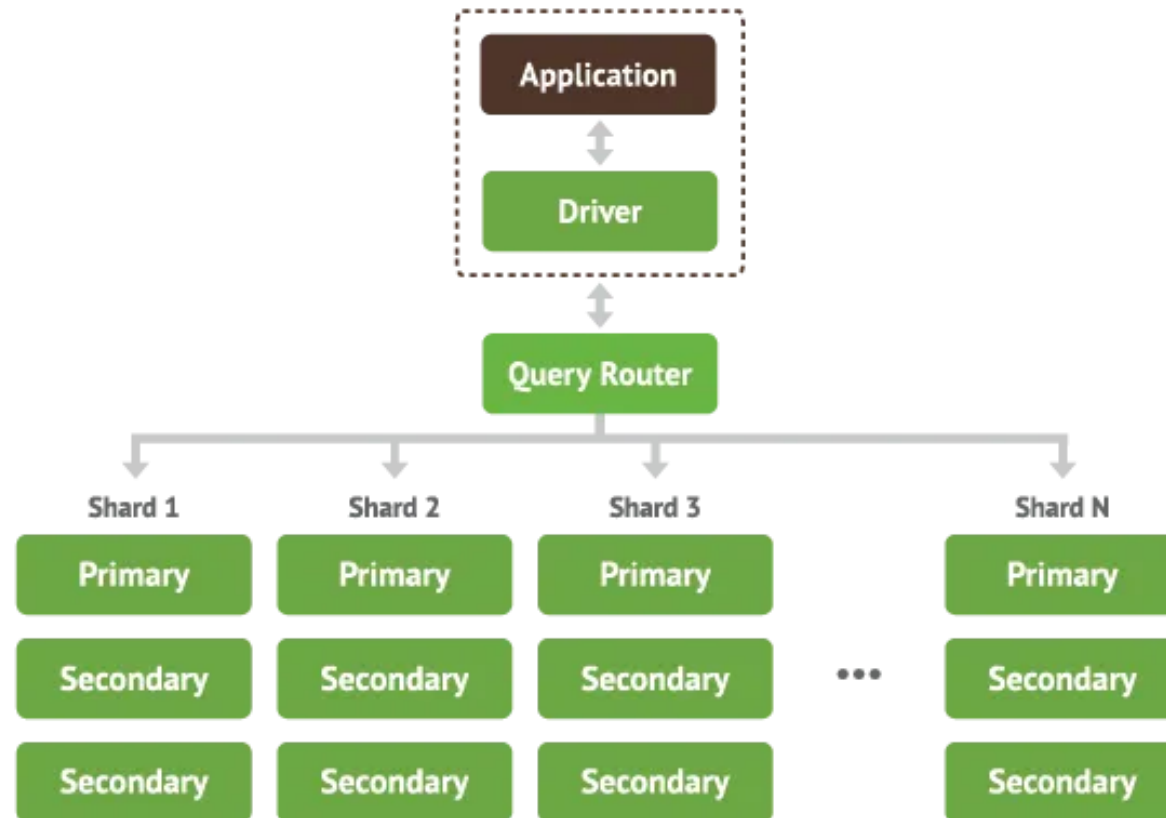 Application
Driver
Query Router
Shard 1 Shard 2 Shard 3 Shard N
Primary Primary Primary Primary
Secondary Secondary Secondary ••• Secondary
Secondary Secondary Secondary Secondary